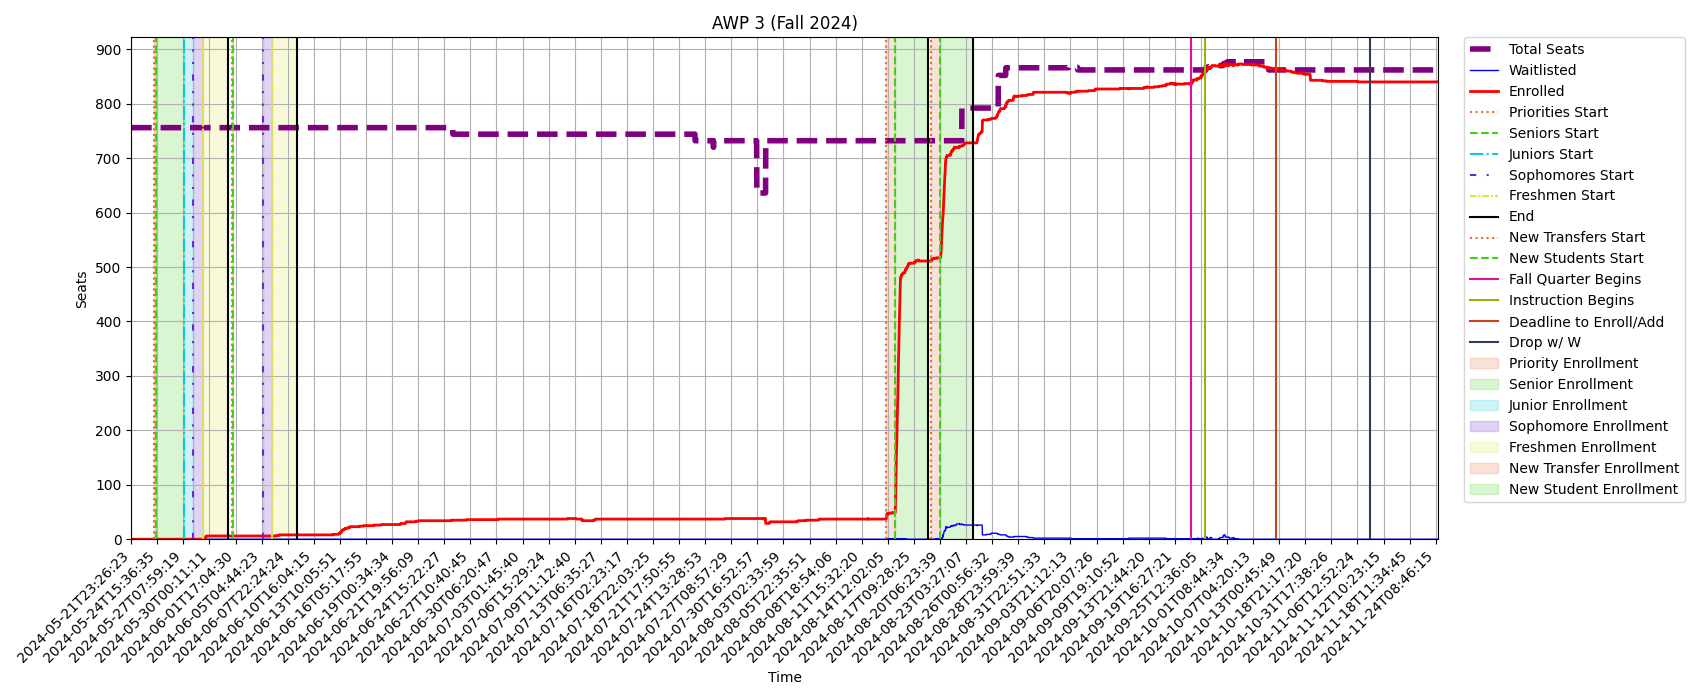 AWP 3 (Fall 2024)
Seats
900
800
700
600
500
400
300
200
100
0
2024-05-21T23:26:23
2024-05-24T15:36:35
2024-05-27T07:59:19
2024-05-30T01:11:11
2024-06-01T17:04:30
2024-06-05T04:44:23
2024-06-07T22:24:24
2024-06-10T16:04:15
2024-06-13T10:05:51
2024-06-16T05:17:55
2024-06-19T00:34:34
2024-06-21T19:56:09
2024-06-24T15:22:27
2024-06-27T10:40:45
2024-06-30T06:20:47
2024-07-03T01:45:40
2024-07-06T15:29:24
2024-07-09T11:12:40
2024-07-13T06:35:27
2024-07-16T02:23:17
2024-07-18T22:03:25
2024-07-21T17:50:55
2024-07-24T13:28:53
2024-07-27T08:57:29
2024-07-30T16:52:57
2024-08-03T02:33:59
2024-08-05T22:35:51
2024-08-08T18:54:06
2024-08-11T15:32:20
2024-08-14T12:02:05
2024-08-17T09:28:25
2024-08-20T06:23:39
2024-08-23T03:27:07
2024-08-26T00:56:32
2024-08-28T23:59:39
2024-08-31T22:51:33
2024-09-03T21:12:13
2024-09-06T20:07:26
2024-09-09T19:10:52
2024-09-13T21:44:20
2024-09-19T16:27:21
2024-09-25T12:36:05
2024-10-01T08:44:34
2024-10-07T04:20:13
2024-10-13T00:45:49
2024-10-18T21:17:20
2024-10-31T17:38:26
2024-11-06T13:52:24
2024-11-12T10:23:15
2024-11-18T11:34:45
2024-11-24T08:46:15
Time
Total Seats
Waitlisted
Enrolled
Priorities Start
Seniors Start
Juniors Start
Sophomores Start
Freshmen Start
End
New Transfers Start
New Students Start
Fall Quarter Begins
Instruction Begins
Deadline to Enroll/Add
Drop w/ W
Priority Enrollment
Senior Enrollment
Junior Enrollment
Sophomore Enrollment
Freshmen Enrollment
New Transfer Enrollment
New Student Enrollment